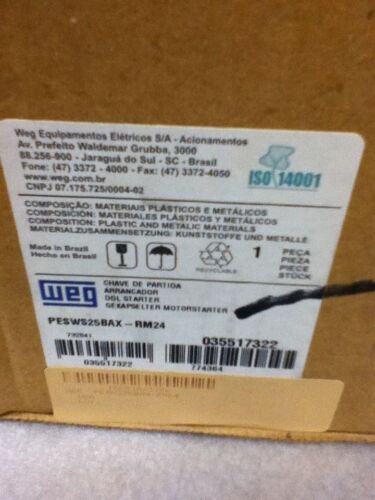 Weg Equipamentos Elétricos S/A - Acionamentos
Av. Prefeito Waldemar Grubba, 3000
88.256-900 - Jaraguá do Sul - SC - Brasil
Fone: (47) 3372 - 4000 - Fax: (47) 3372-4050
www.weg.com.br
CNPJ 07.175.725/0004-02
ISO 14001
COMPOSIÇÃO: MATERIAIS PLÁSTICOS E METÁLICOS
COMPOSICION: MATERIALES PLÁSTICOS Y METÁLICOS
COMPOSITION: PLASTIC AND METALIC MATERIALS
MATERIALZUSAMMENSETZUNG: KUNSTSTOFFE UND METALLE
Made in Brazil
Hecho en Brasil
RECYCLABLE
1
PEÇA
PIEZA
PIECE
STÜCK
WEG
CHAVE DE PARTIDA
ARRANCADOR
DOL STARTER
GEKAPSELTER MOTORSTARTER
PESWS25BAX-RM24
035517322
035517322
774364